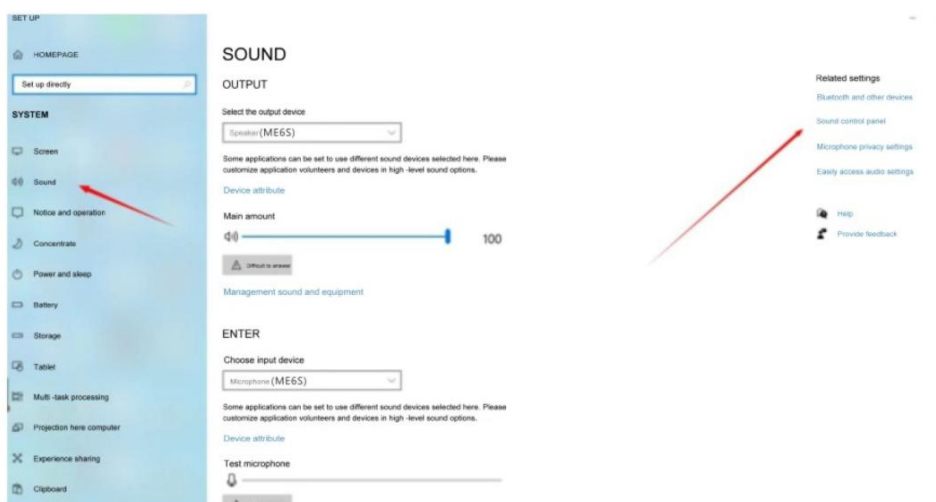 SET UP
HOMEPAGE
Set up directly
SYSTEM
Screen
Sound
Notice and operation
Concentrate
Power and sleep
Battery
Storage
Tablet
Multi -task processing
Projection here computer
Experience sharing
Clipboard
SOUND
OUTPUT
Select the output device
Speaker (ME6S)
Some applications can be set to use different sound devices selected here. Please
customize application volunteers and devices in high -level sound options.
Device attribute
Main amount
100
Difficult to answer
Management sound and equipment
ENTER
Choose input device
Microphone (ME6S)
Some applications can be set to use different sound devices selected here. Please
customize application volunteers and devices in high -level sound options.
Device attribute
Test microphone
Related settings
Bluetooth and other devices
Sound control panel
Microphone privacy settings
Easily access audio settings
Help
Provide feedback